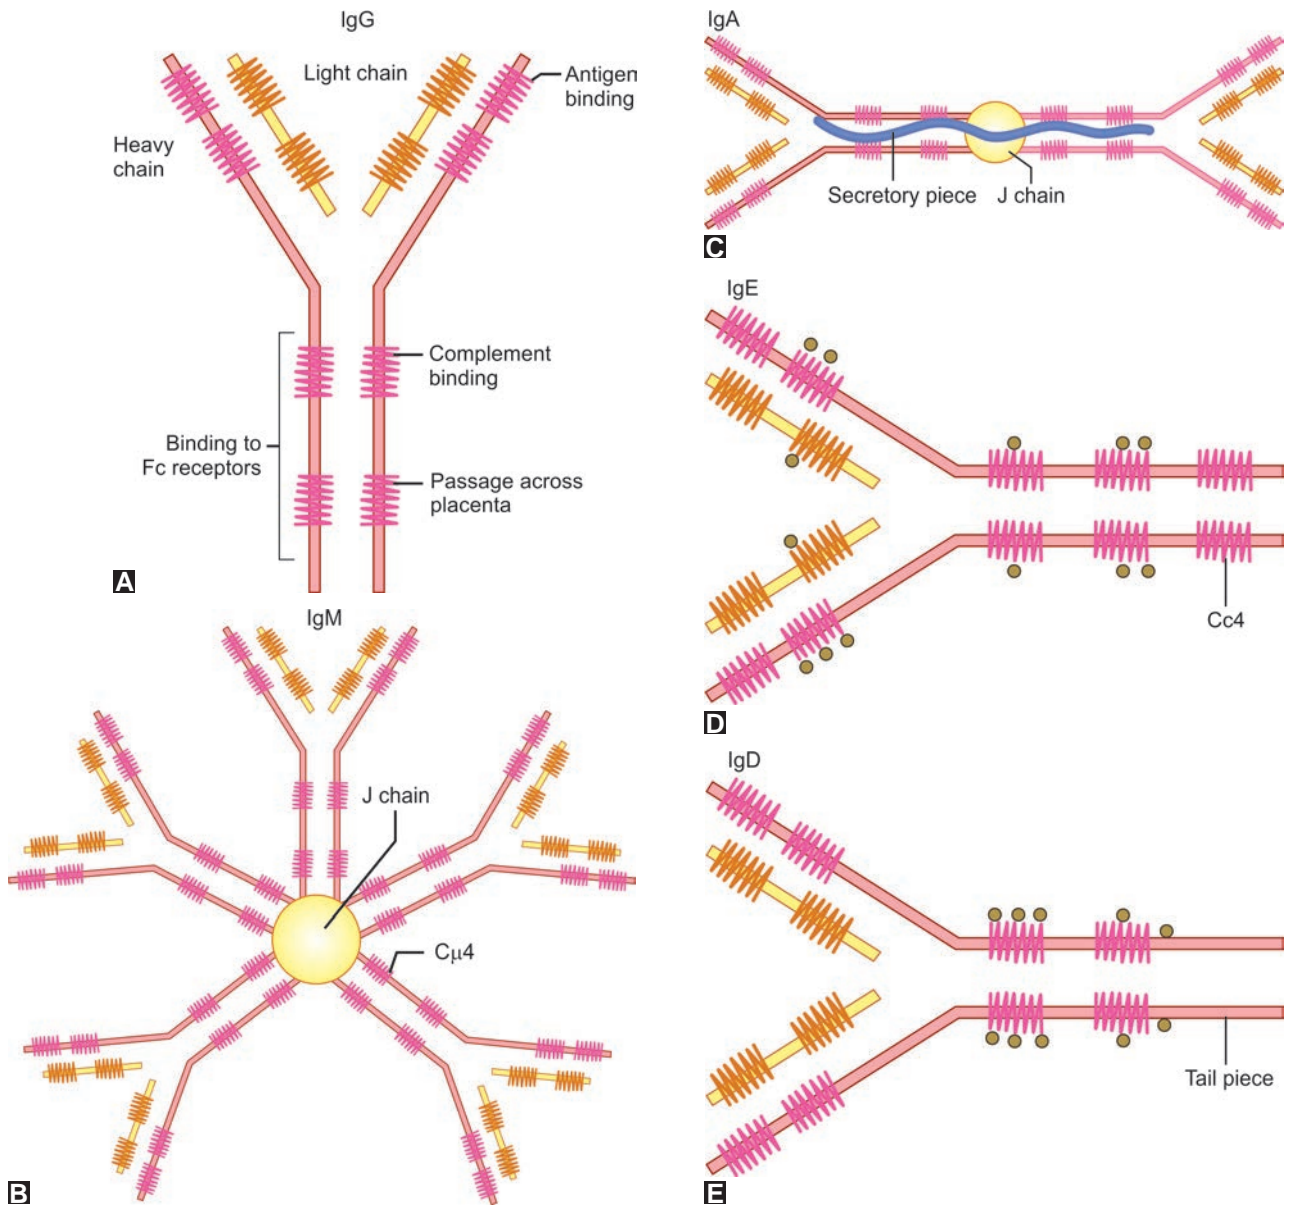 IgG
Light chain
Antigen
binding
Heavy
chain
Complement
binding
Binding to
Fc receptors
Passage across
placenta
A
IgM
J chain
Cμ4
B
IgA
Secretory piece
J chain
C
IgE
Cc4
D
IgD
Tail piece
E